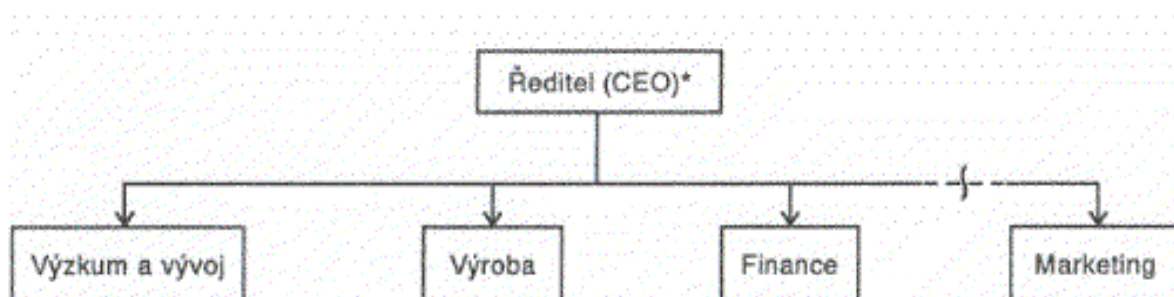 Ředitel (CEO)*
Výzkum a vývoj
Výroba
Finance
Marketing